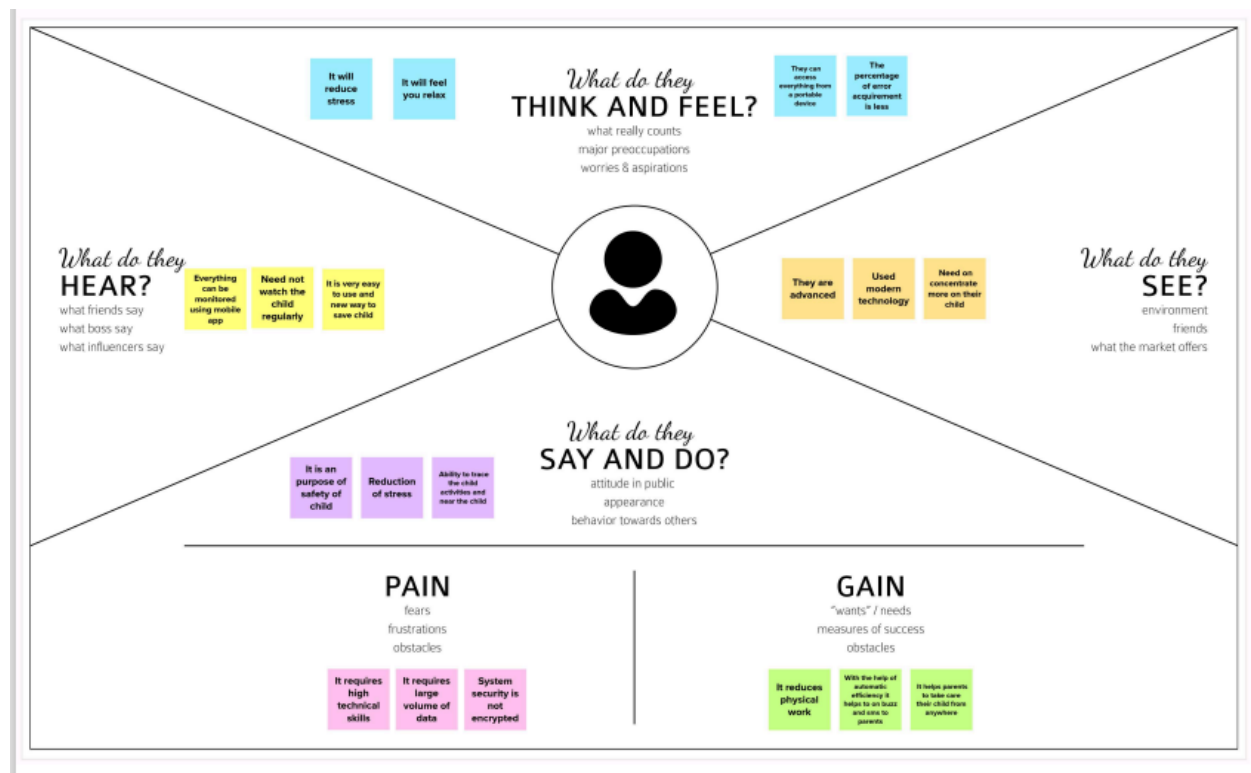 It will
reduce
stress
It will feel
you relax
What do they
THINK AND FEEL?
what really counts
major preoccupations
worries & aspirations
They can
access
everything from
a portable
device
The
percentage
of error
acquirement
is less
What do they
HEAR?
what friends say
what boss say
what influencers say
Everything
can be
monitored
using mobile
app
Need not
watch the
child
regularly
It is very easy
to use and
new way to
save child
They are
advanced
Used
modern
technology
Need on
concentrate
more on their
child
What do they
SEE?
environment
friends
what the market offers
What do they
SAY AND DO?
attitude in public
appearance
behavior towards others
It is an
purpose of
safety of
child
Reduction
of stress
Ability to trace
the child
activities and
near the child
PAIN
fears
frustrations
obstacles
It requires
high
technical
skills
It requires
large
volume of
data
System
security is
not
encrypted
GAIN
"wants" / needs
measures of success
obstacles
It reduces
physical
work
With the help of
automatic
efficiency it
helps to on buzz
and sms to
parents
It helps parents
to take care
their child from
anywhere